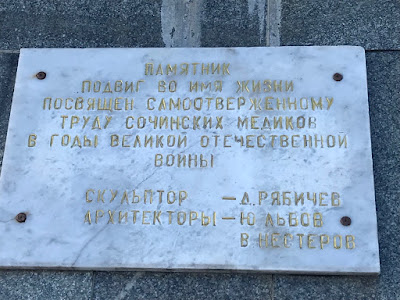 ПАМЯТНИК
ПОДВИГ ВО ИМЯ ЖИЗНИ
ПОСВЯЩЕН САМООТВЕРЖЕННОМУ
ТРУДУ СОЧИНСКИХ МЕДИКОВ
В ГОДЫ ВЕЛИКОЙ ОТЕЧЕСТВЕННОЙ
ВОЙНЫ
СКУЛЬПТОР — Д.РЯБИЧЕВ
АРХИТЕКТОРЫ — Ю.ЛЬВОВ
В НЕСТЕРОВ